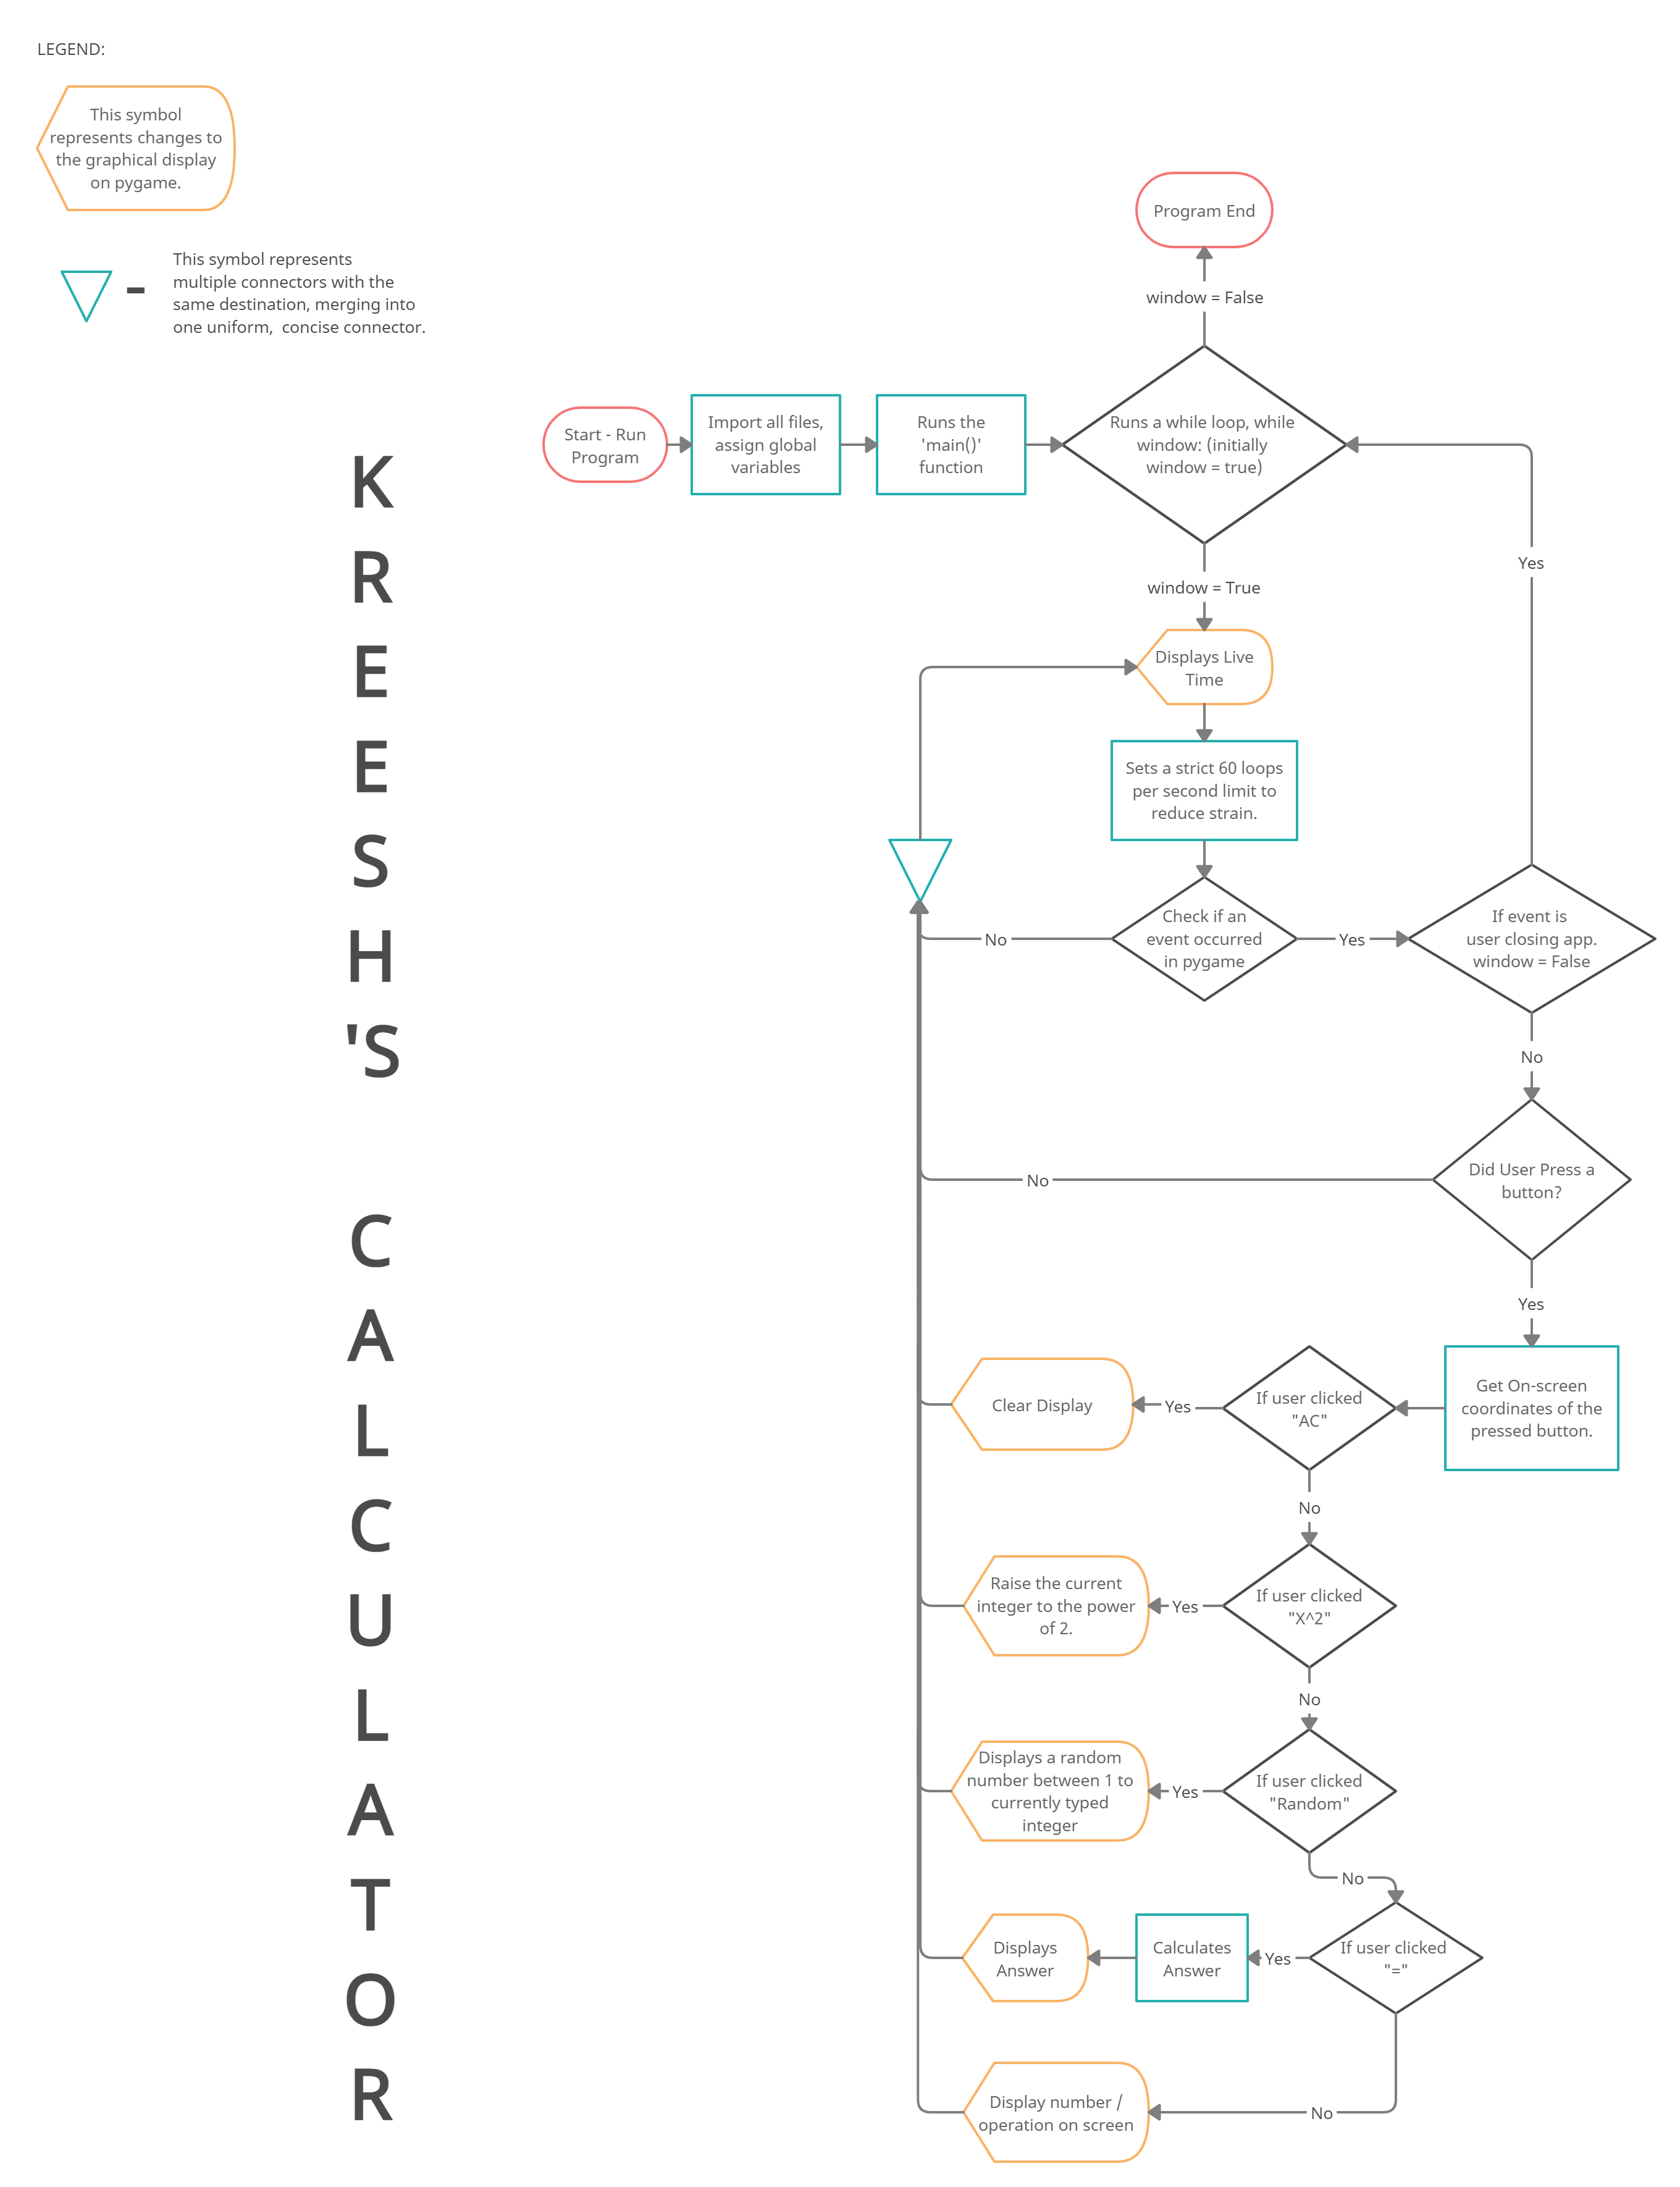 LEGEND:
This symbol
represents changes to
the graphical display
on pygame.
-
This symbol represents
multiple connectors with the
same destination, merging into
one uniform,  concise connector.
K
R
E
E
S
H
'S
C
A
L
C
U
L
A
T
O
R
Program End
window = False
Start - Run
Program
Import all files,
assign global
variables
Runs the
'main()'
function
Runs a while loop, while
window: (initially
window = true)
Yes
window = True
Displays Live
Time
Sets a strict 60 loops
per second limit to
reduce strain.
No
Check if an
event occurred
in pygame
Yes
If event is
user closing app.
window = False
No
Did User Press a
button?
No
Yes
Get On-screen
coordinates of the
pressed button.
If user clicked
"AC"
Yes
Clear Display
No
If user clicked
"X^2"
Yes
Raise the current
integer to the power
of 2.
No
If user clicked
"Random"
Yes
Displays a random
number between 1 to
currently typed
integer
No
If user clicked
"="
Yes
Calculates
Answer
Displays
Answer
No
Display number /
operation on screen